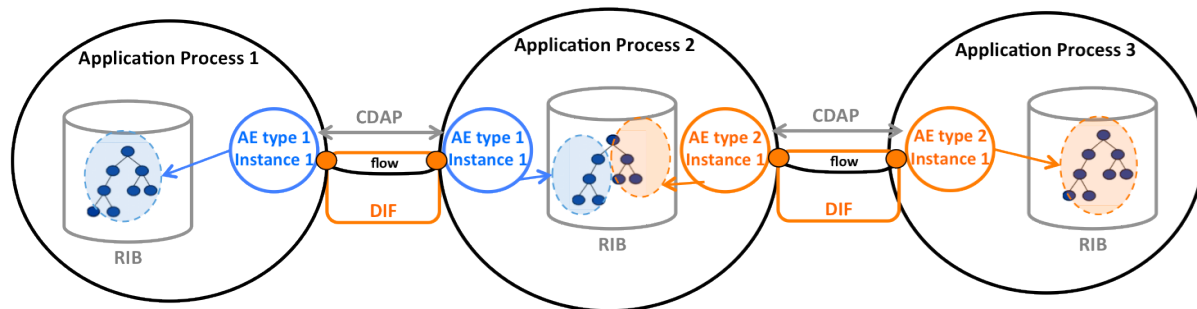 Application Process 1
AE type 1
Instance 1
RIB
CDAP
flow
DIF
Application Process 2
AE type 1
Instance 1
AE type 2
Instance 1
RIB
CDAP
flow
DIF
Application Process 3
AE type 2
Instance 1
RIB